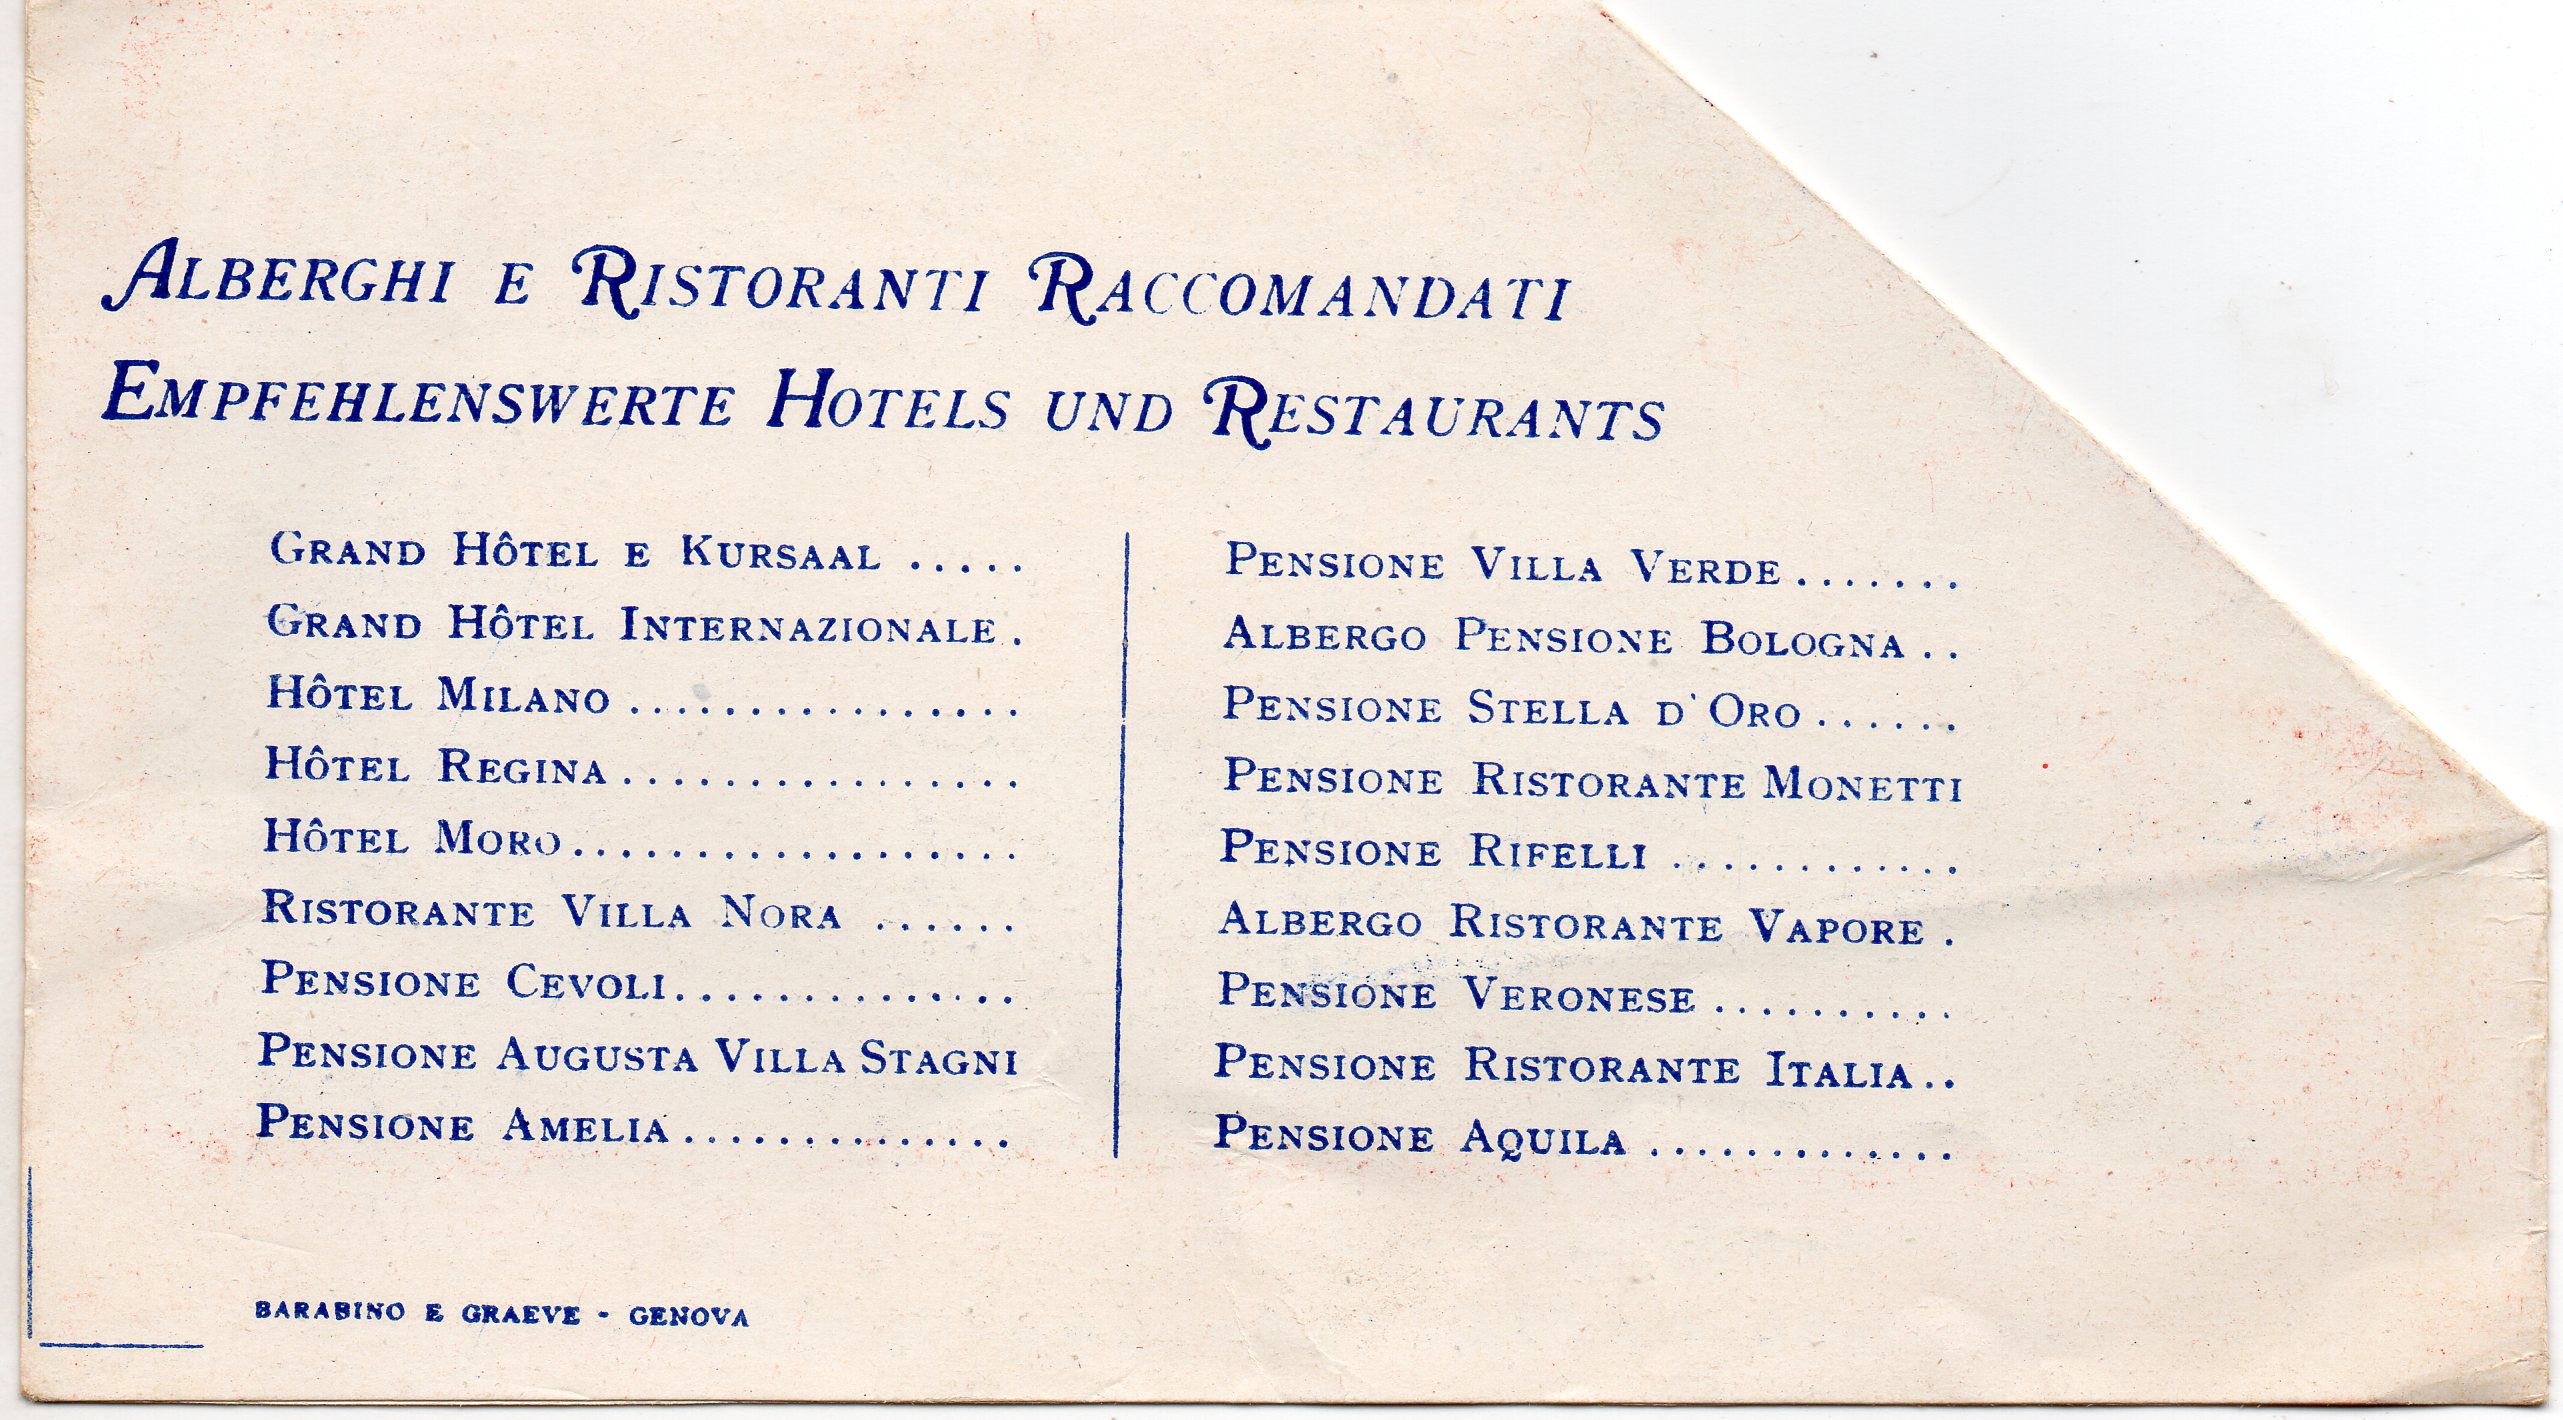 ALBERGHI E RISTORANTI RACCOMANDATI
EMPFEHLENSWERTE HOTELS UND RESTAURANTS
GRAND HÔTEL E KURSAAL .....
GRAND HÔTEL INTERNAZIONALE .
HÔTEL MILANO .................
HÔTEL REGINA .................
HÔTEL MORO ...................
RISTORANTE VILLA NORA ......
PENSIONE CEVOLI ...............
PENSIONE AUGUSTA VILLA STAGNI
PENSIONE AMELIA ...............
PENSIONE VILLA VERDE .......
ALBERGO PENSIONE BOLOGNA ..
PENSIONE STELLA D'ORO ......
PENSIONE RISTORANTE MONETTI
PENSIONE RIFELLI ............
ALBERGO RISTORANTE VAPORE .
PENSIONE VERONESE ..........
PENSIONE RISTORANTE ITALIA ..
PENSIONE AQUILA .............
BARABINO E GRAEVE - GENOVA